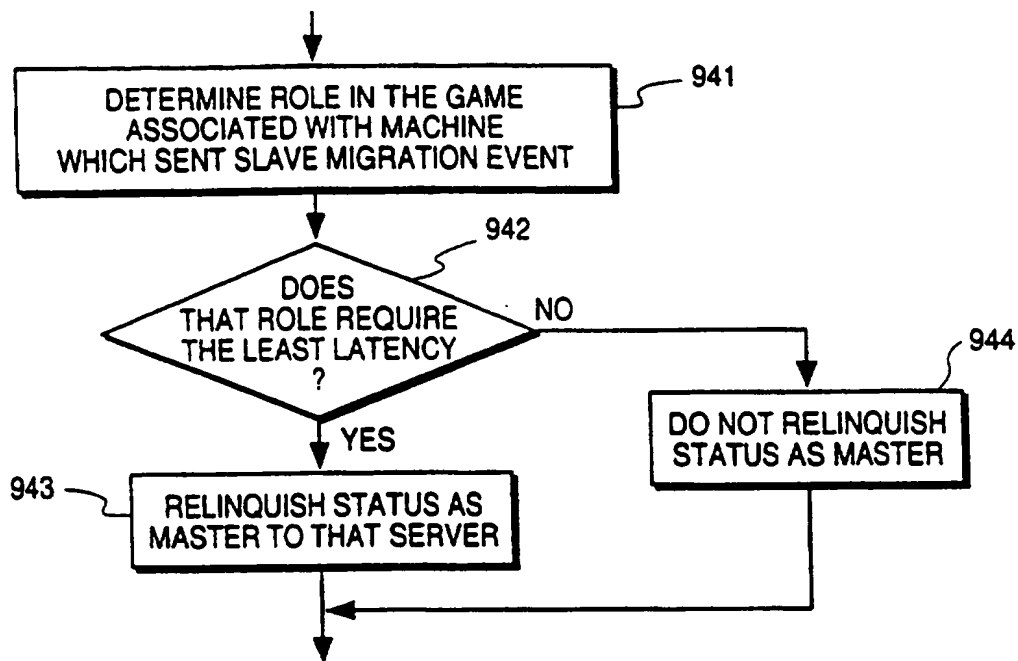 941
DETERMINE ROLE IN THE GAME
ASSOCIATED WITH MACHINE
WHICH SENT SLAVE MIGRATION EVENT
942
DOES
THAT ROLE REQUIRE
THE LEAST LATENCY
?
NO
YES
944
DO NOT RELINQUISH
STATUS AS MASTER
943
RELINQUISH STATUS AS
MASTER TO THAT SERVER